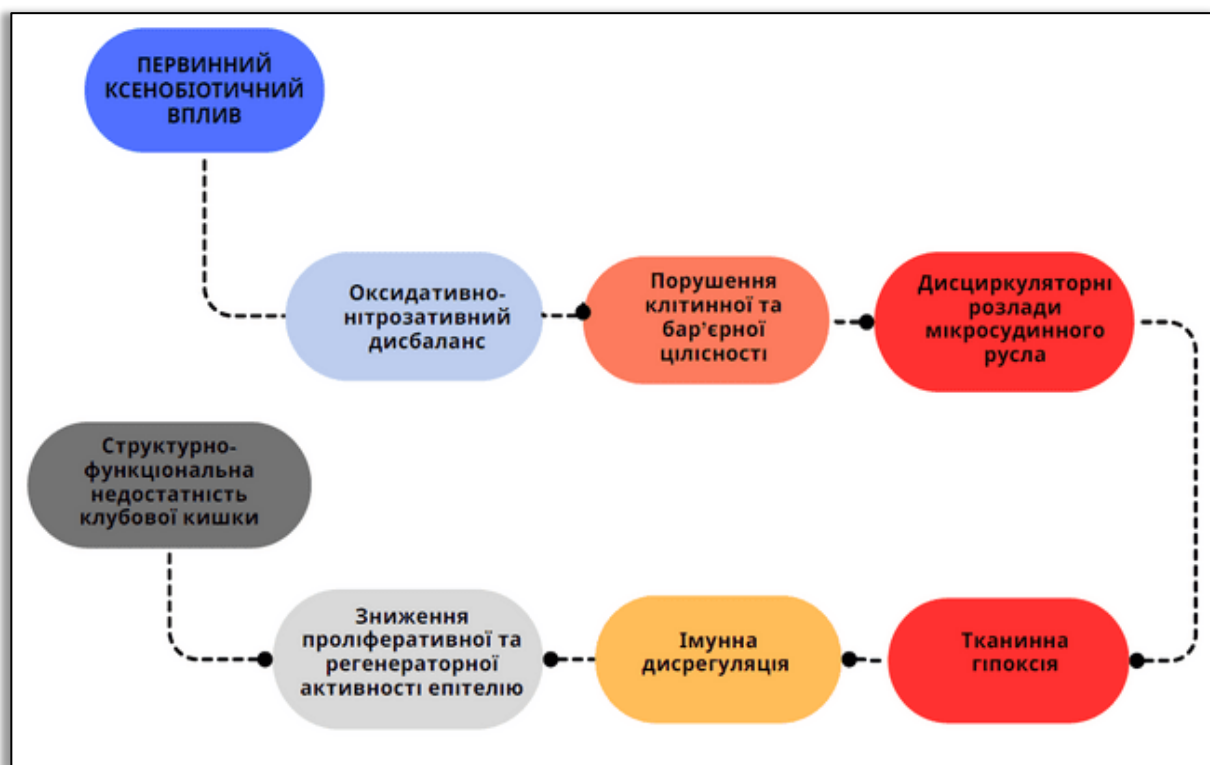 ПЕРВИННИЙ
КСЕНОБІОТИЧНИЙ
ВПЛИВ
Оксидативно-
нітрозативний
дисбаланс
Порушення
клітинної та
бар’єрної
цілісності
Дисциркуляторні
розлади
мікросудинного
русла
Структурно-
функціональна
недостатність
клубової кишки
Зниження
проліферативної та
регенераторної
активності епітелію
Імунна
дисрегуляція
Тканинна
гіпоксія